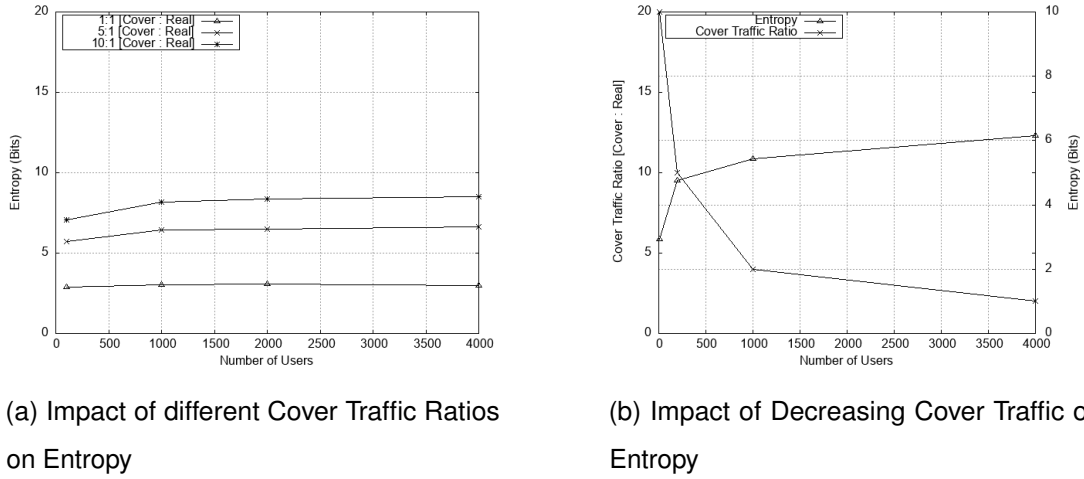 1:1 [Cover : Real]
5:1 [Cover : Real]
10:1 [Cover : Real]
20
15
10
5
0
Entropy (Bits)
0 500 1000 1500 2000 2500 3000 3500 4000
Number of Users
(a) Impact of different Cover Traffic Ratios
on Entropy
Entropy
Cover Traffic Ratio
20
15
10
5
0
Cover Traffic Ratio [Cover : Real]
10
8
6
4
2
0
Entropy (Bits)
0 500 1000 1500 2000 2500 3000 3500 4000
Number of Users
(b) Impact of Decreasing Cover Traffic
Entropy